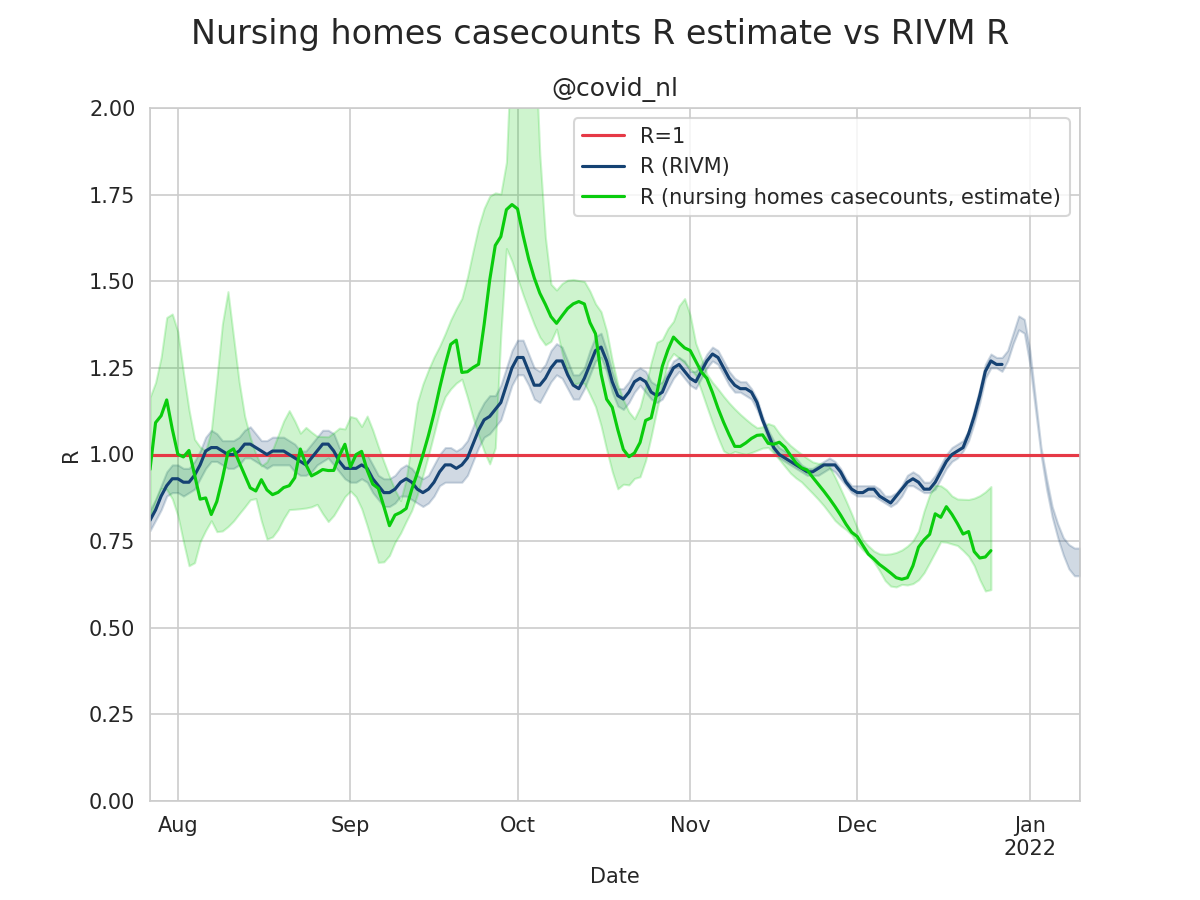 Nursing homes casecounts R estimate vs RIVM R
@covid_nl
R=1
R (RIVM)
R (nursing homes casecounts, estimate)
2.00
1.75
1.50
1.25
1.00
0.75
0.50
0.25
0.00
R
Aug Sep Oct Nov Dec Jan
2022
Date